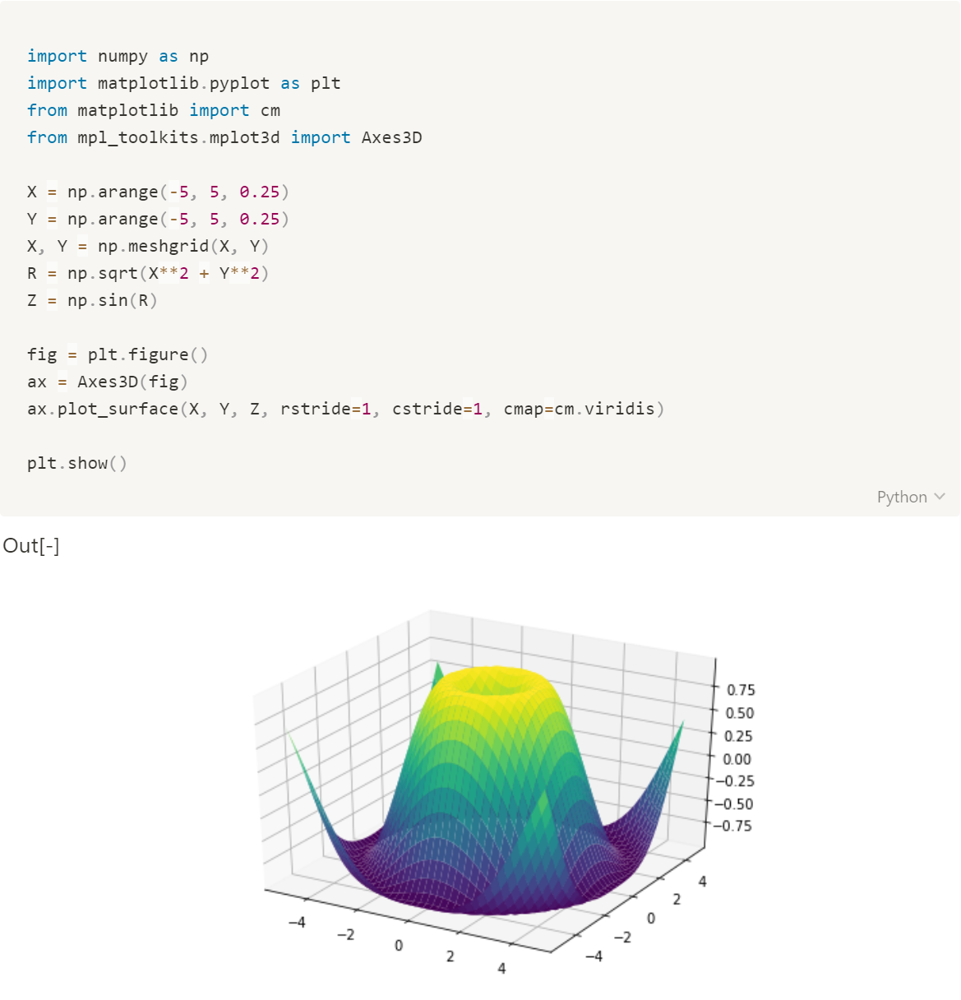 import numpy as np
import matplotlib.pyplot as plt
from matplotlib import cm
from mpl_toolkits.mplot3d import Axes3D
X = np.arange(-5, 5, 0.25)
Y = np.arange(-5, 5, 0.25)
X, Y = np.meshgrid(X, Y)
R = np.sqrt(X**2 + Y**2)
Z = np.sin(R)
fig = plt.figure()
ax = Axes3D(fig)
ax.plot_surface(X, Y, Z, rstride=1, cstride=1, cmap=cm.viridis)
plt.show()
Python
Out[-]
0.75
0.50
0.25
0.00
−0.25
−0.50
−0.75
4
2
0
−2
−4
−4
−2
0
2
4